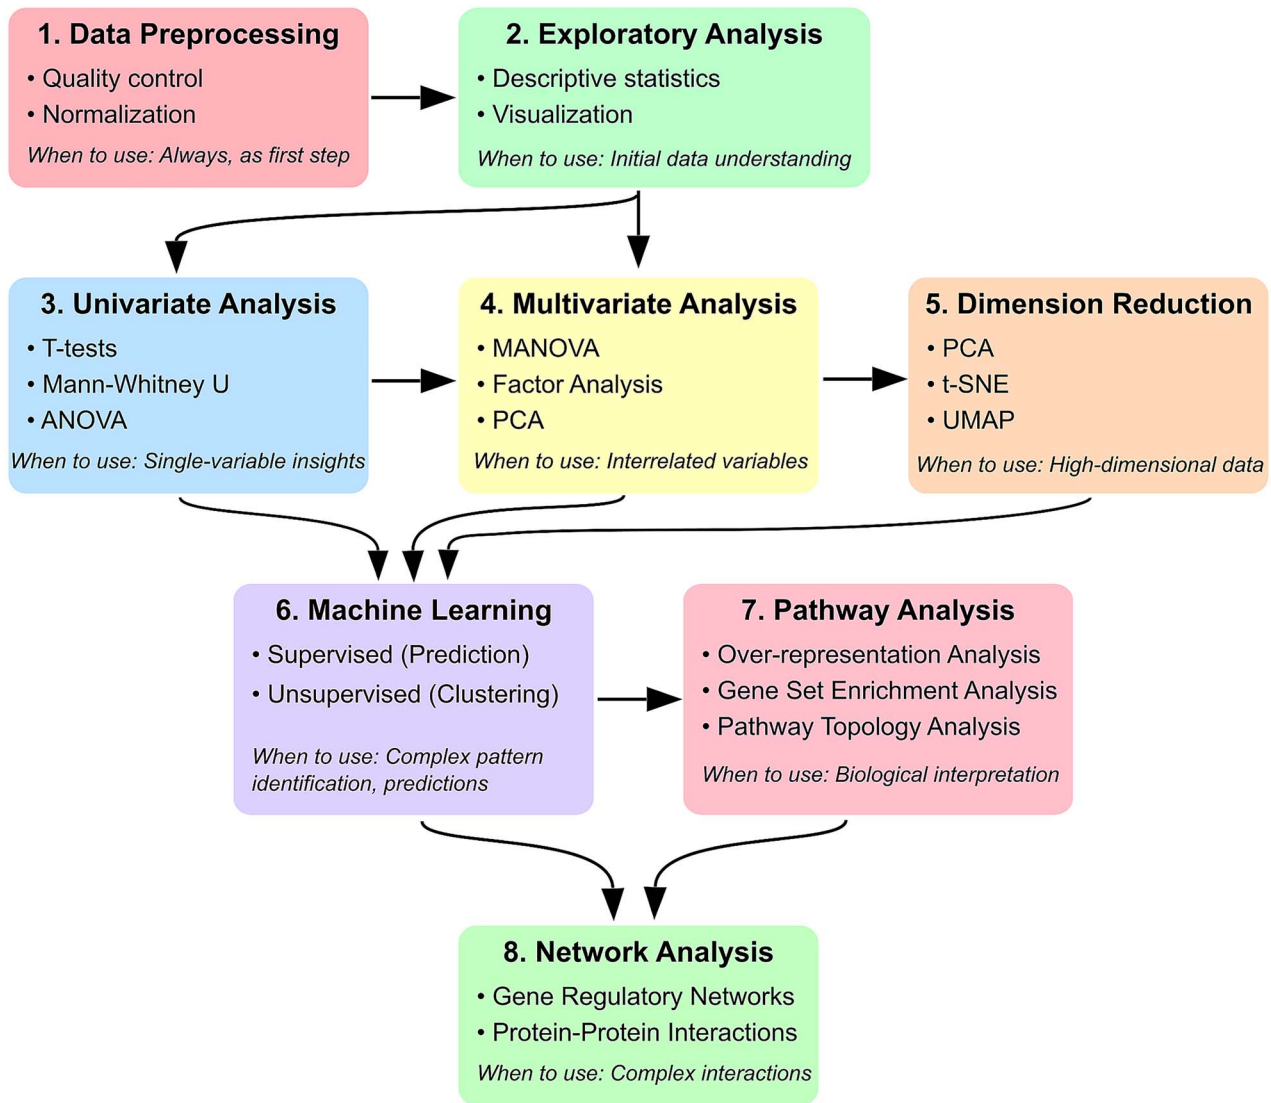 1. Data Preprocessing
• Quality control
• Normalization
When to use: Always, as first step
2. Exploratory Analysis
• Descriptive statistics
• Visualization
When to use: Initial data understanding
3. Univariate Analysis
• T-tests
• Mann-Whitney U
• ANOVA
When to use: Single-variable insights
4. Multivariate Analysis
• MANOVA
• Factor Analysis
• PCA
When to use: Interrelated variables
5. Dimension Reduction
• PCA
• t-SNE
• UMAP
When to use: High-dimensional data
6. Machine Learning
• Supervised (Prediction)
• Unsupervised (Clustering)
When to use: Complex pattern
identification, predictions
7. Pathway Analysis
• Over-representation Analysis
• Gene Set Enrichment Analysis
• Pathway Topology Analysis
When to use: Biological interpretation
8. Network Analysis
• Gene Regulatory Networks
• Protein-Protein Interactions
When to use: Complex interactions